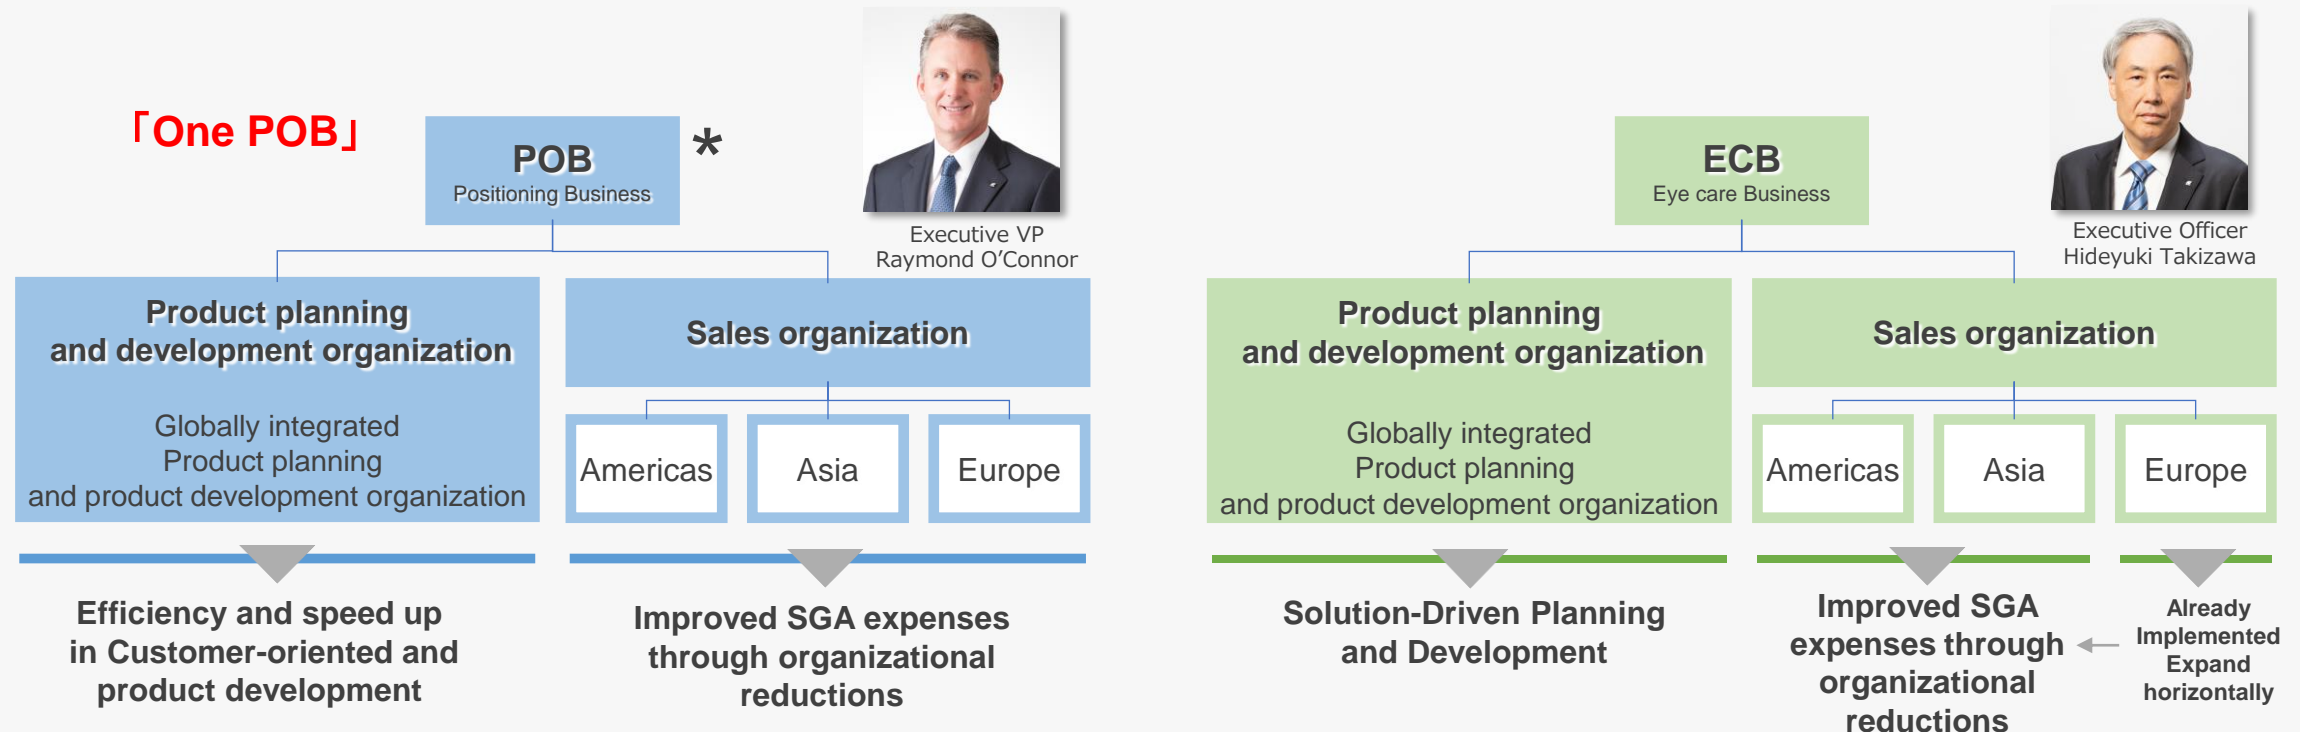 「One POB」
POB
Positioning Business
*
Executive VP
Raymond O’Connor
Product planning
and development organization
Globally integrated
Product planning
and product development organization
Sales organization
Americas
Asia
Europe
Efficiency and speed up
in Customer-oriented and
product development
Improved SGA expenses
through organizational
reductions
ECB
Eye care Business
Executive Officer
Hideyuki Takizawa
Product planning
and development organization
Globally integrated
Product planning
and product development organization
Sales organization
Americas
Asia
Europe
Solution-Driven Planning
and Development
Improved SGA
expenses through
organizational
reductions
Already
Implemented
Expand
horizontally